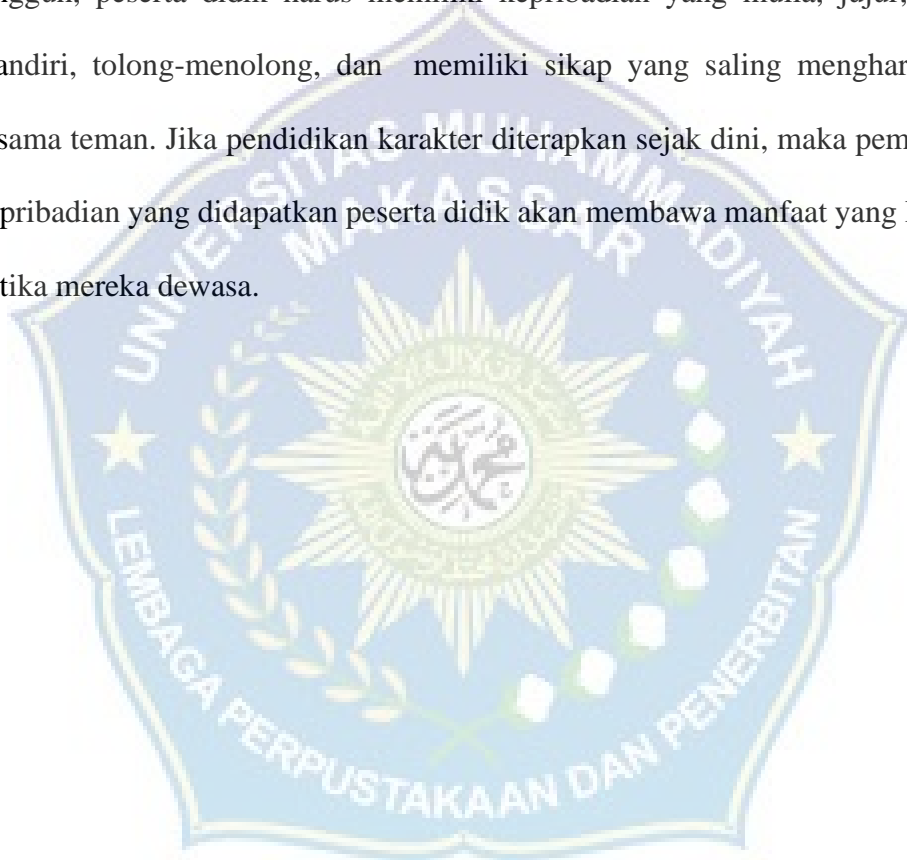 peserta didik harus memiliki kepribadian yang mulia, jujur,
andiri, tolong-menolong, dan memiliki sikap yang saling menghar
sama teman. Jika pendidikan karakter diterapkan sejak dini, maka pem
pribadian yang didapatkan peserta didik akan membawa manfaat yang
tika mereka dewasa.
UNIVERSITAS MUHAMMADIYAH
MAKASSAR
LEMBAGA PERPUSTAKAAN DAN PENERBITAN